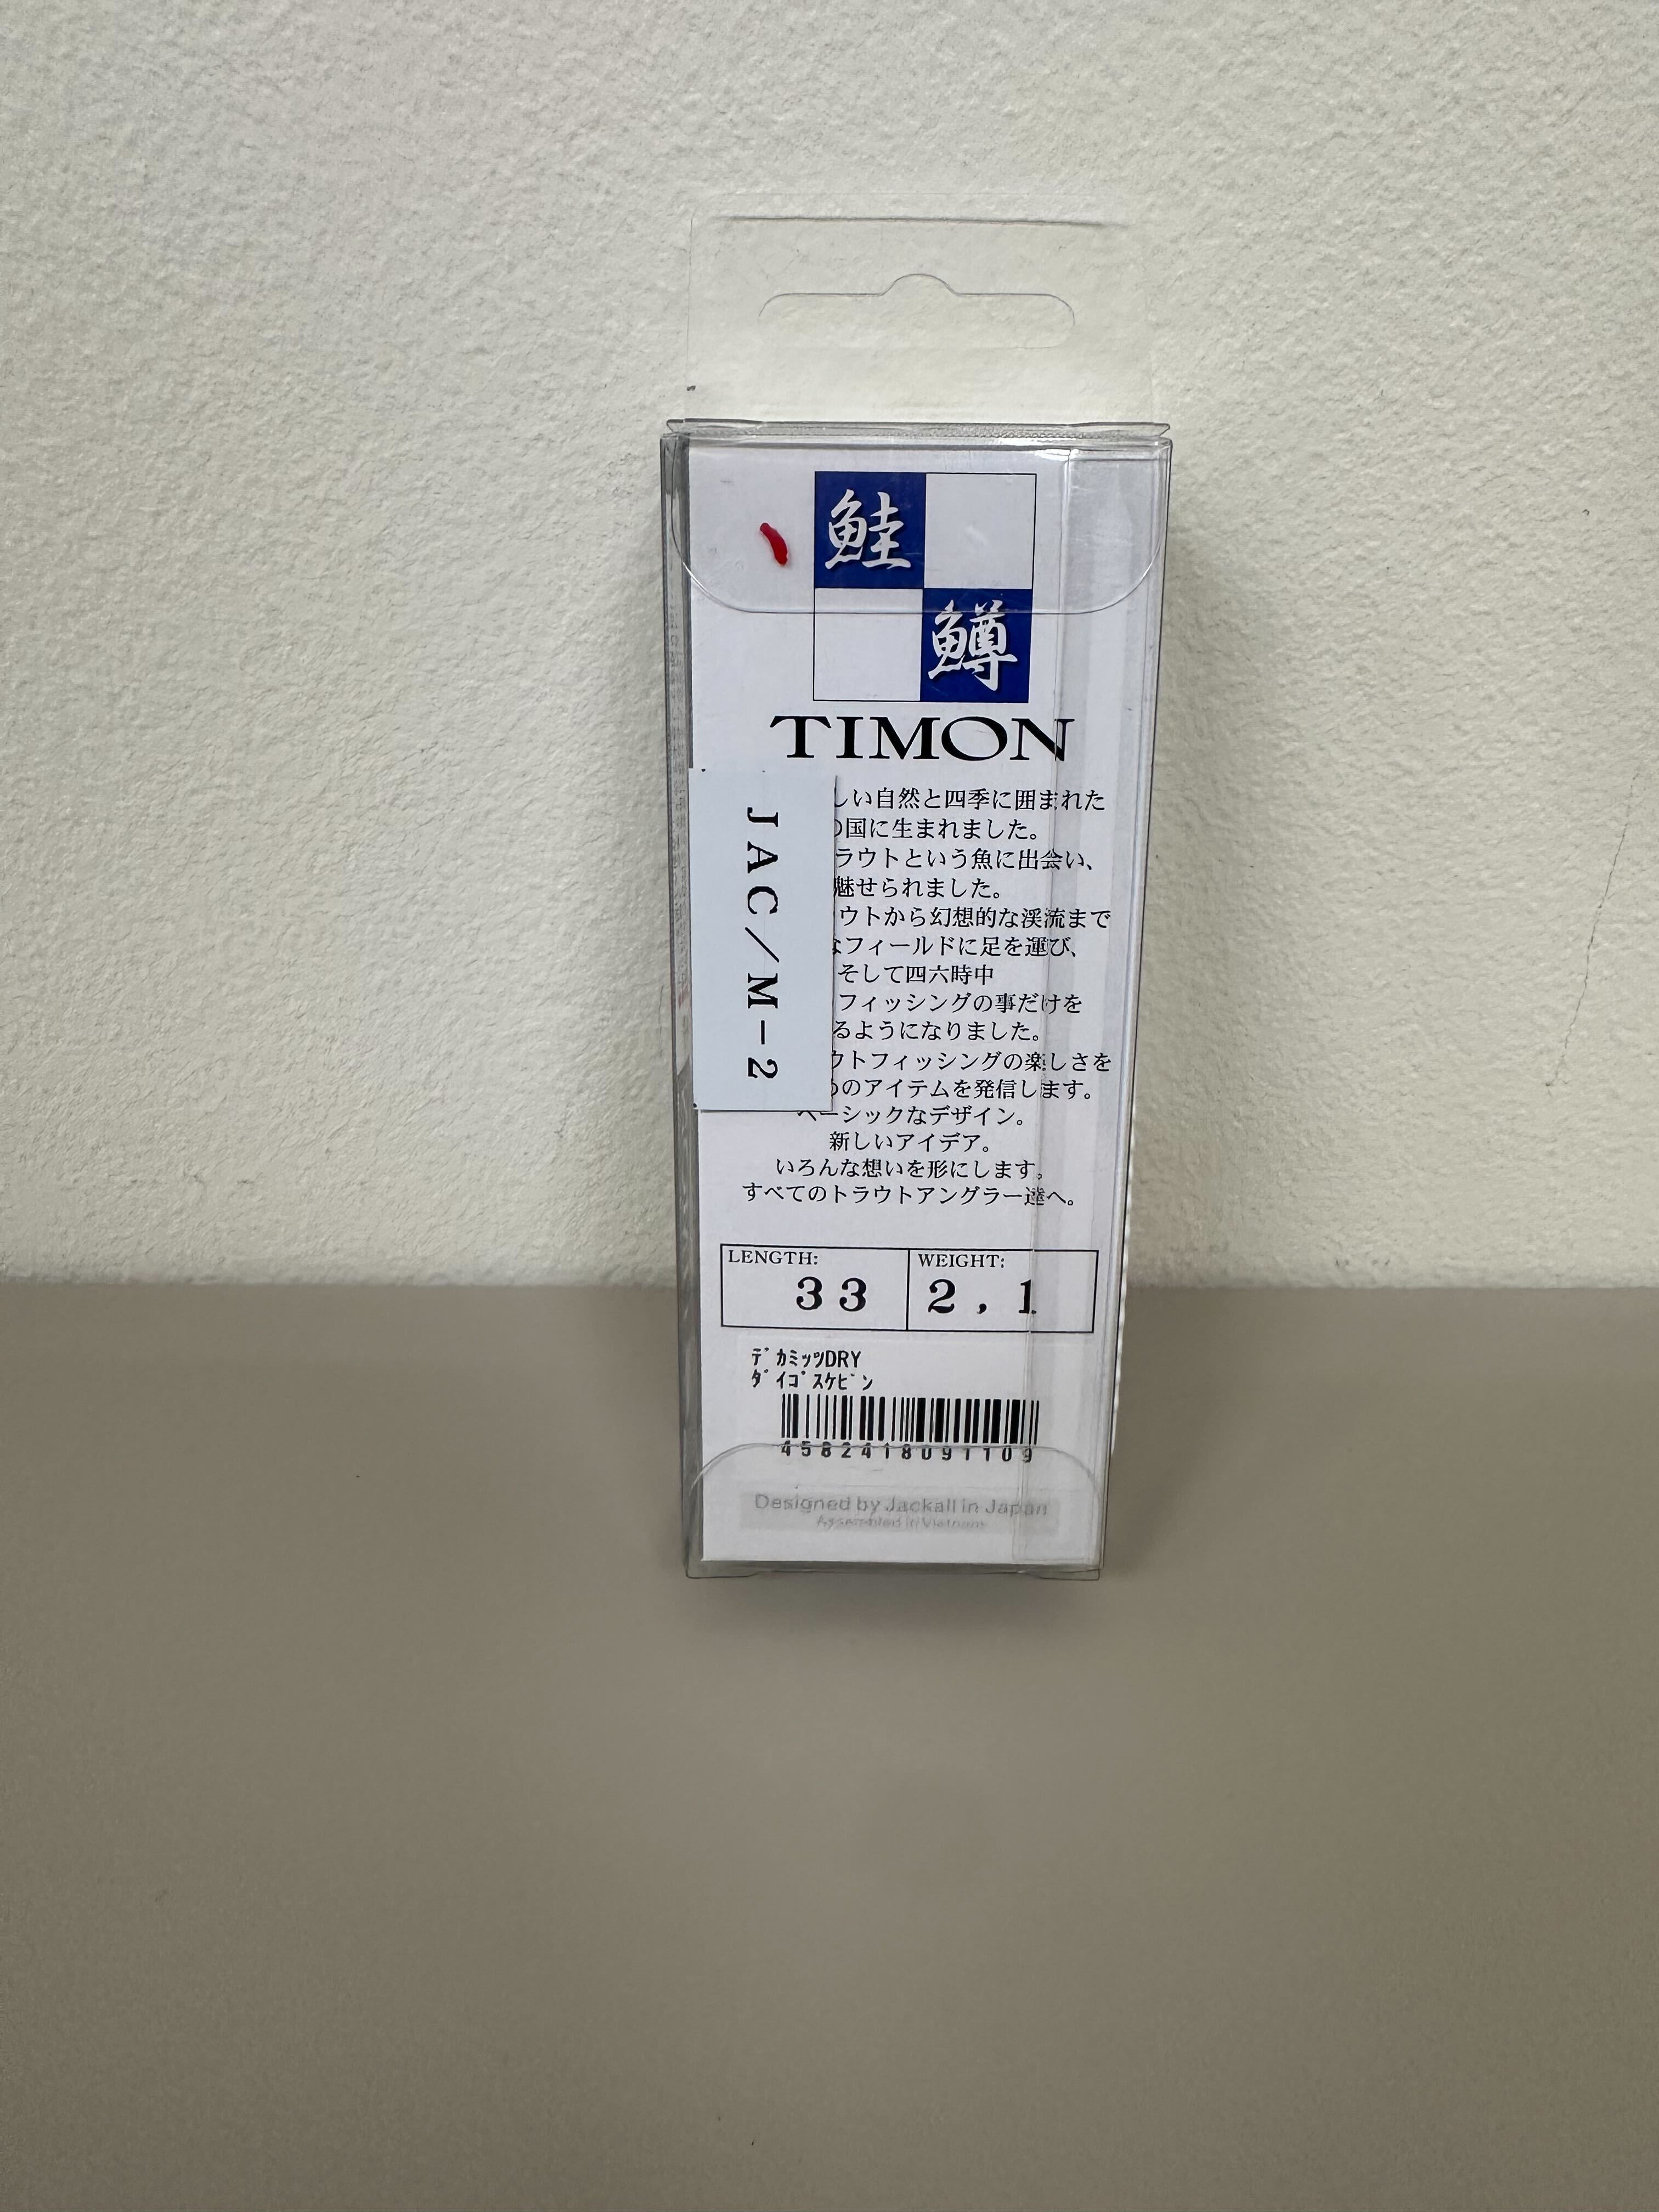 鮭
鱒
TIMON
しい自然と四季に囲まれた
の国に生まれました。
ラウトという魚に出会い、
魅せられました。
ウトから幻想的な渓流まで
なフィールドに足を運び、
そして四六時中
フィッシングの事だけを
るようになりました。
ウトフィッシングの楽しさを
のアイテムを発信します。
ベーシックなデザイン。
新しいアイデア。
いろんな想いを形にします。
すべてのトラウトアングラー達へ。
JAC/M-2
LENGTH: 33 WEIGHT: 2,1
ﾃﾞｶﾐｯﾂDRY
ﾀﾞｲｺﾞｽｹﾋﾞﾝ
4582418091109
Designed by Jackall in Japan
Assembled in Vietnam